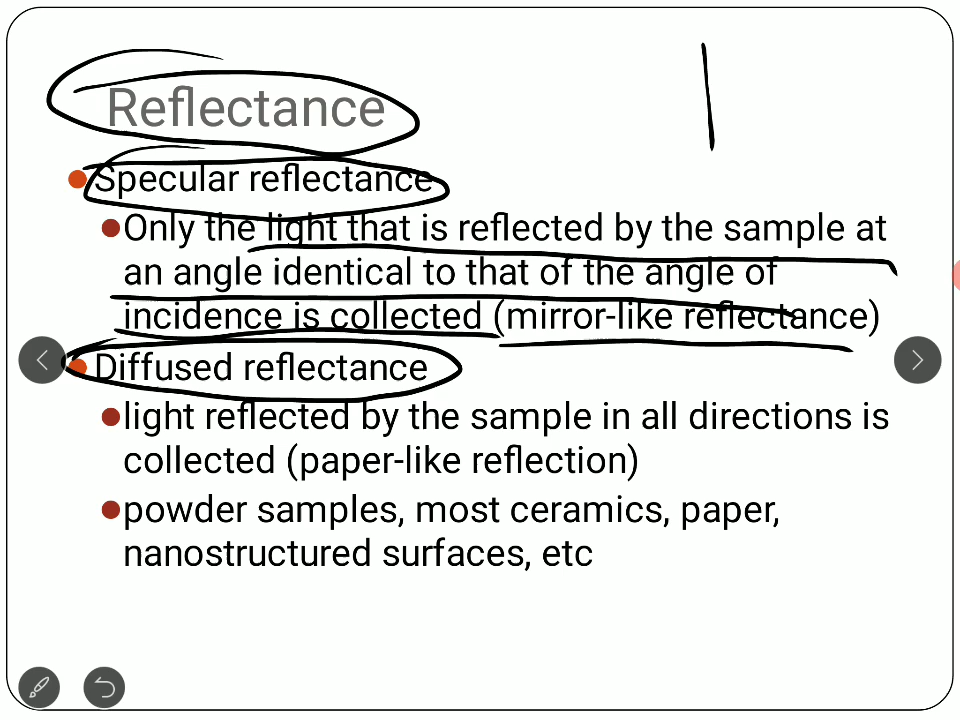 Reflectance
Specular reflectance
Only the light that is reflected by the sample at
an angle identical to that of the angle of
incidence is collected (mirror-like reflectance)
Diffused reflectance
light reflected by the sample in all directions is
collected (paper-like reflection)
powder samples, most ceramics, paper,
nanostructured surfaces, etc